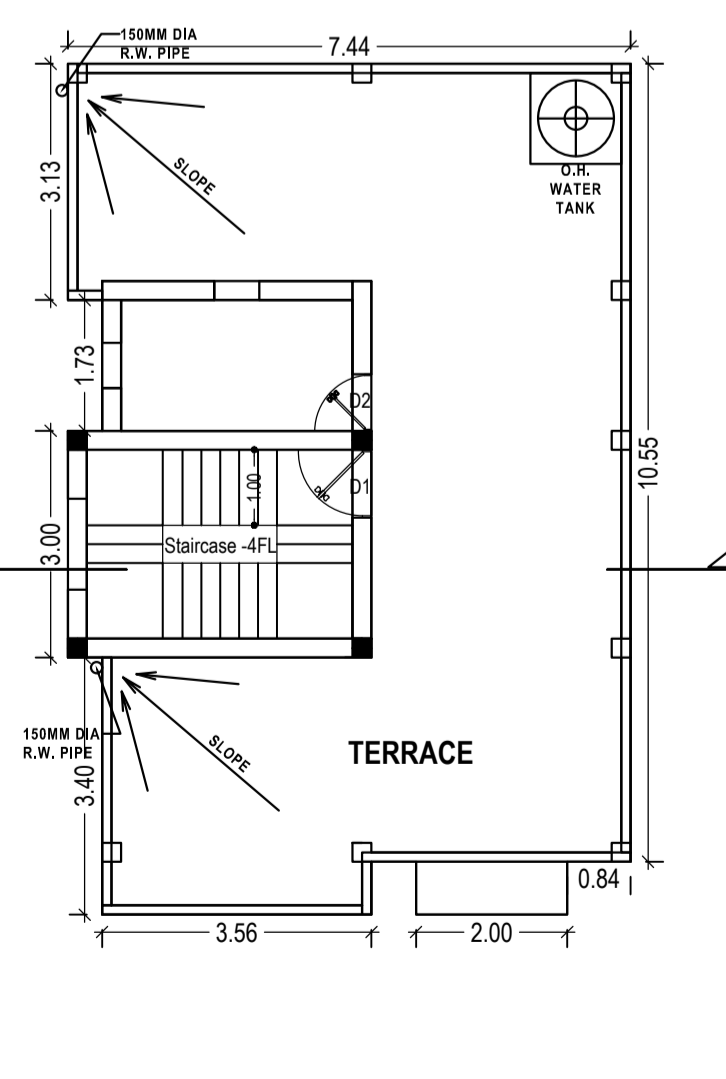 150MM DIA
R.W. PIPE
7.44
3.13
SLOPE
O.H.
WATER
TANK
1.73
D2
10.55
1.00
D1
3.00
Staircase -4FL
150MM DIA
R.W. PIPE
SLOPE
TERRACE
3.40
0.84
3.56
2.00